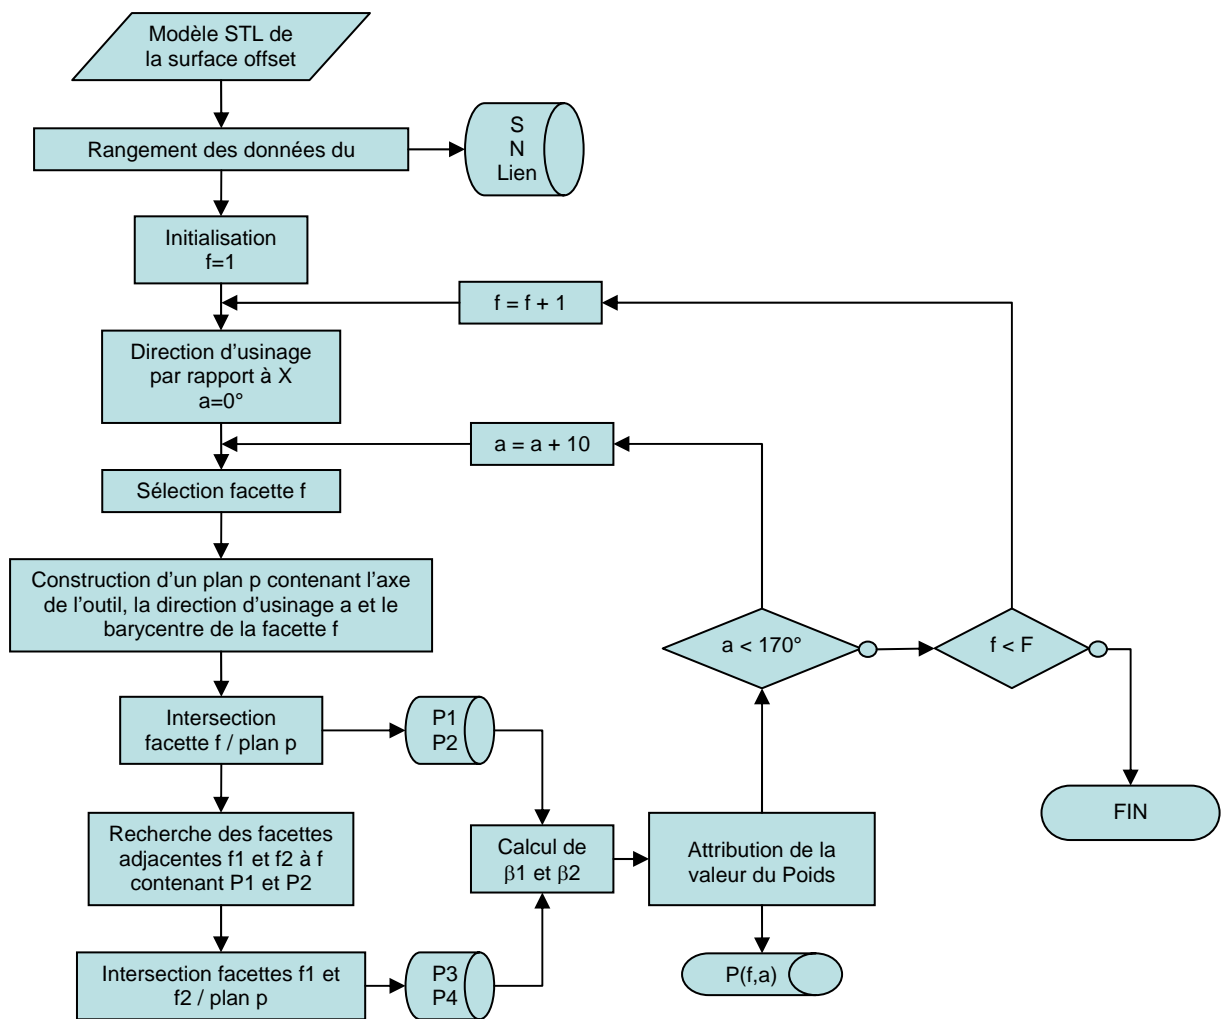 Modèle STL de
la surface offset
Rangement des données du
S
N
Lien
Initialisation
f=1
f = f + 1
Direction d'usinage
par rapport à X
a=0°
a = a + 10
Sélection facette f
Construction d'un plan p contenant l'axe
de l'outil, la direction d'usinage a et le
barycentre de la facette f
a < 170°
f < F
Intersection
facette f / plan p
P1
P2
FIN
Recherche des facettes
adjacentes f1 et f2 à f
contenant P1 et P2
Calcul de
β1 et β2
Attribution de la
valeur du Poids
Intersection facettes f1 et
f2 / plan p
P3
P4
P(f,a)